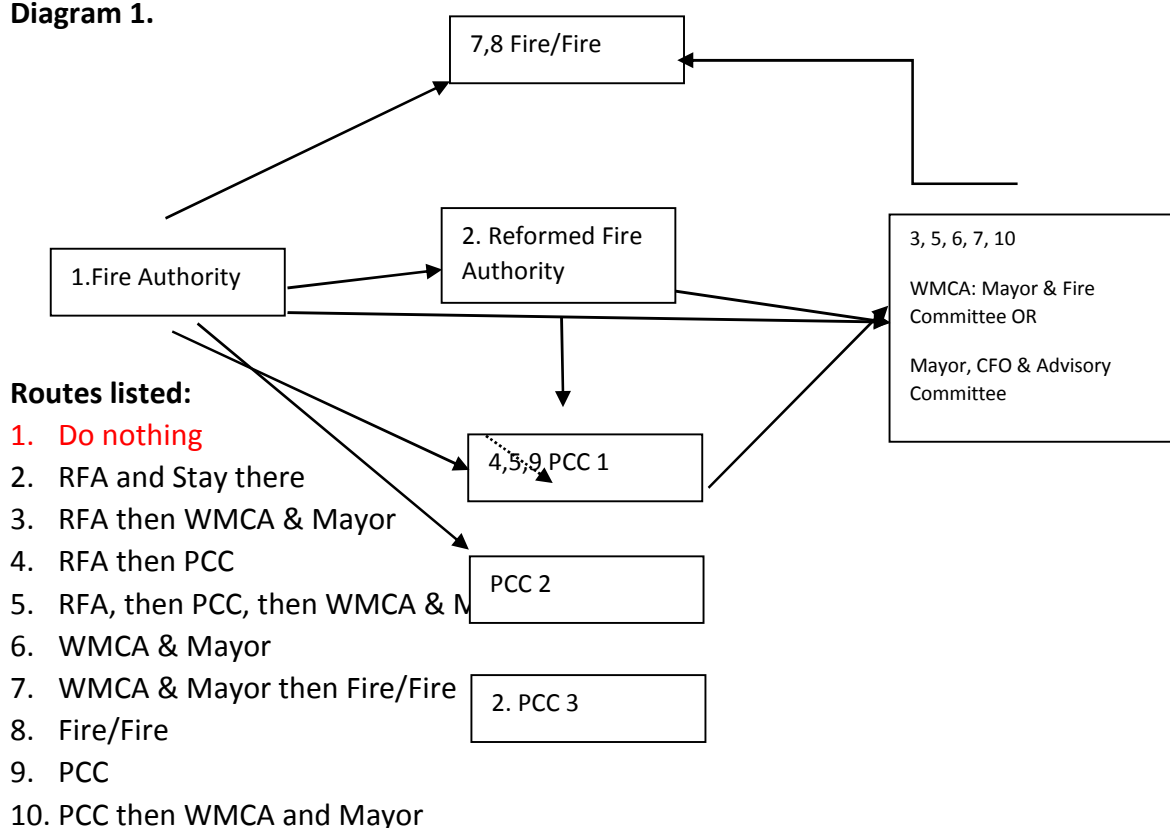 Diagram 1.
7,8 Fire/Fire
2. Reformed Fire
Authority
1.Fire Authority
3, 5, 6, 7, 10
WMCA: Mayor & Fire
Committee OR
Mayor, CFO & Advisory
Committee
4,5,9 PCC 1
PCC 2
2. PCC 3
Routes listed:
1. Do nothing
2. RFA and Stay there
3. RFA then WMCA & Mayor
4. RFA then PCC
5. RFA, then PCC, then WMCA &
6. WMCA & Mayor
7. WMCA & Mayor then Fire/Fire
8. Fire/Fire
9. PCC
10. PCC then WMCA and Mayor